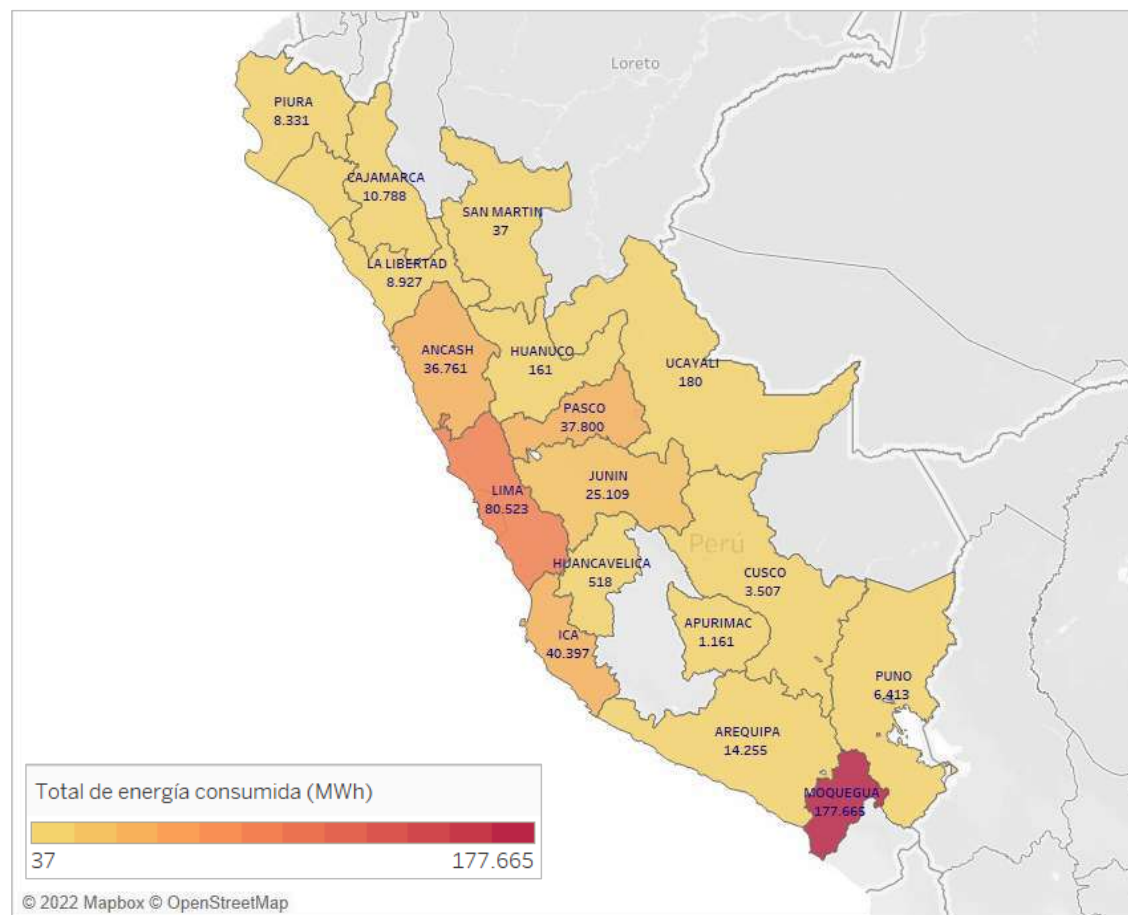 Loreto
PIURA
8.331
CAJAMARCA
10.788
SAN MARTIN
37
LA LIBERTAD
8.927
ANCASH
36.761
HUANUCO
161
UCAYALI
180
PASCO
37.800
LIMA
80.523
JUNIN
25.109
Perú
HUANCAVELICA
518
CUSCO
3.507
ICA
40.397
APURIMAC
1.161
PUNO
6.413
AREQUIPA
14.255
MOQUEGUA
177.665
Total de energía consumida (MWh)
37 177.665
© 2022 Mapbox © OpenStreetMap